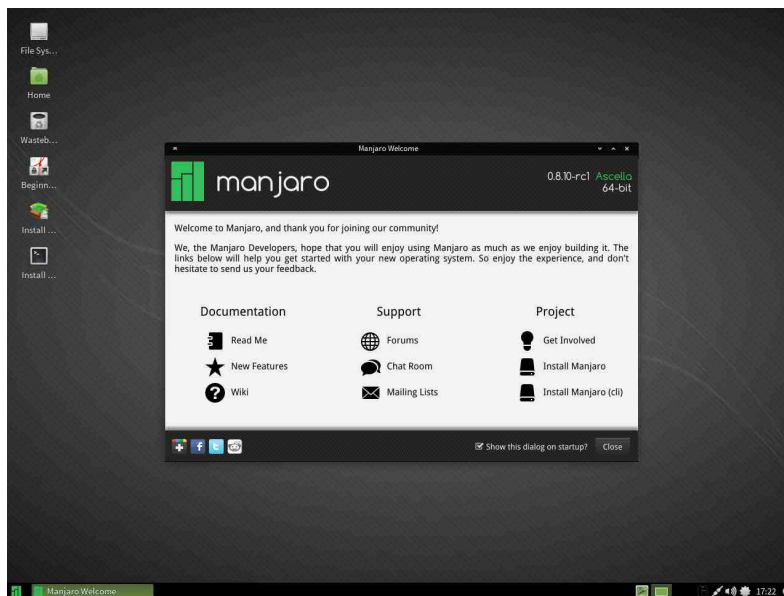 File Sys...
Home
Wasteb...
Beginn...
Install ...
Install ...
Manjaro Welcome
manjaro
0.8.10-rc1 Ascella
64-bit
Welcome to Manjaro, and thank you for joining our community!
We, the Manjaro Developers, hope that you will enjoy using Manjaro as much as we enjoy building it. The
links below will help you get started with your new operating system. So enjoy the experience, and don't
hesitate to send us your feedback.
Documentation
Support
Project
Read Me
Forums
Get Involved
New Features
Chat Room
Install Manjaro
Wiki
Mailing Lists
Install Manjaro (cli)
Show this dialog on startup?
Close
Manjaro Welcome
17:22